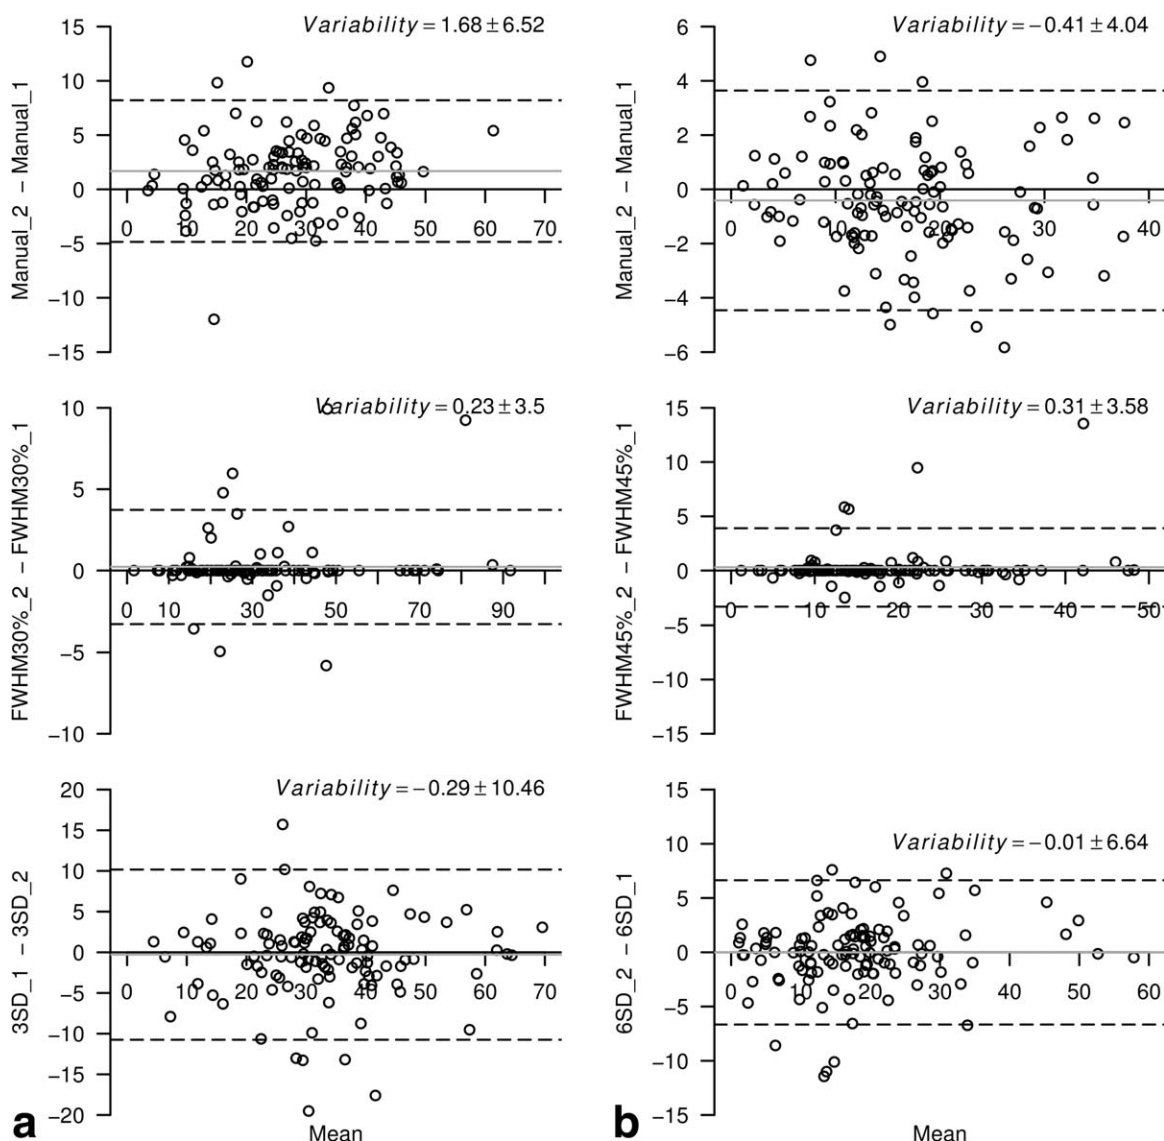 Variability = 1.68 ± 6.52
Manual_2 − Manual_1
15
10
5
0
−5
−10
−15
0 10 20 30 40 50 60 70
Variability = −0.41 ± 4.04
Manual_2 − Manual_1
6
4
2
0
−2
−4
−6
0 10 20 30 40
Variability = 0.23 ± 3.5
FWHM30%_2 − FWHM30%_1
10
5
0
−5
−10
0 10 30 50 70 90
Variability = 0.31 ± 3.58
FWHM45%_2 − FWHM45%_1
15
10
5
0
−5
−10
−15
0 10 20 30 40 50
Variability = −0.29 ± 10.46
3SD_1 − 3SD_2
20
15
10
5
0
−5
−10
−15
−20
0 10 20 30 40 50 60 70
Mean
a
Variability = −0.01 ± 6.64
6SD_2 − 6SD_1
15
10
5
0
−5
−10
−15
0 10 20 30 40 50 60
Mean
b